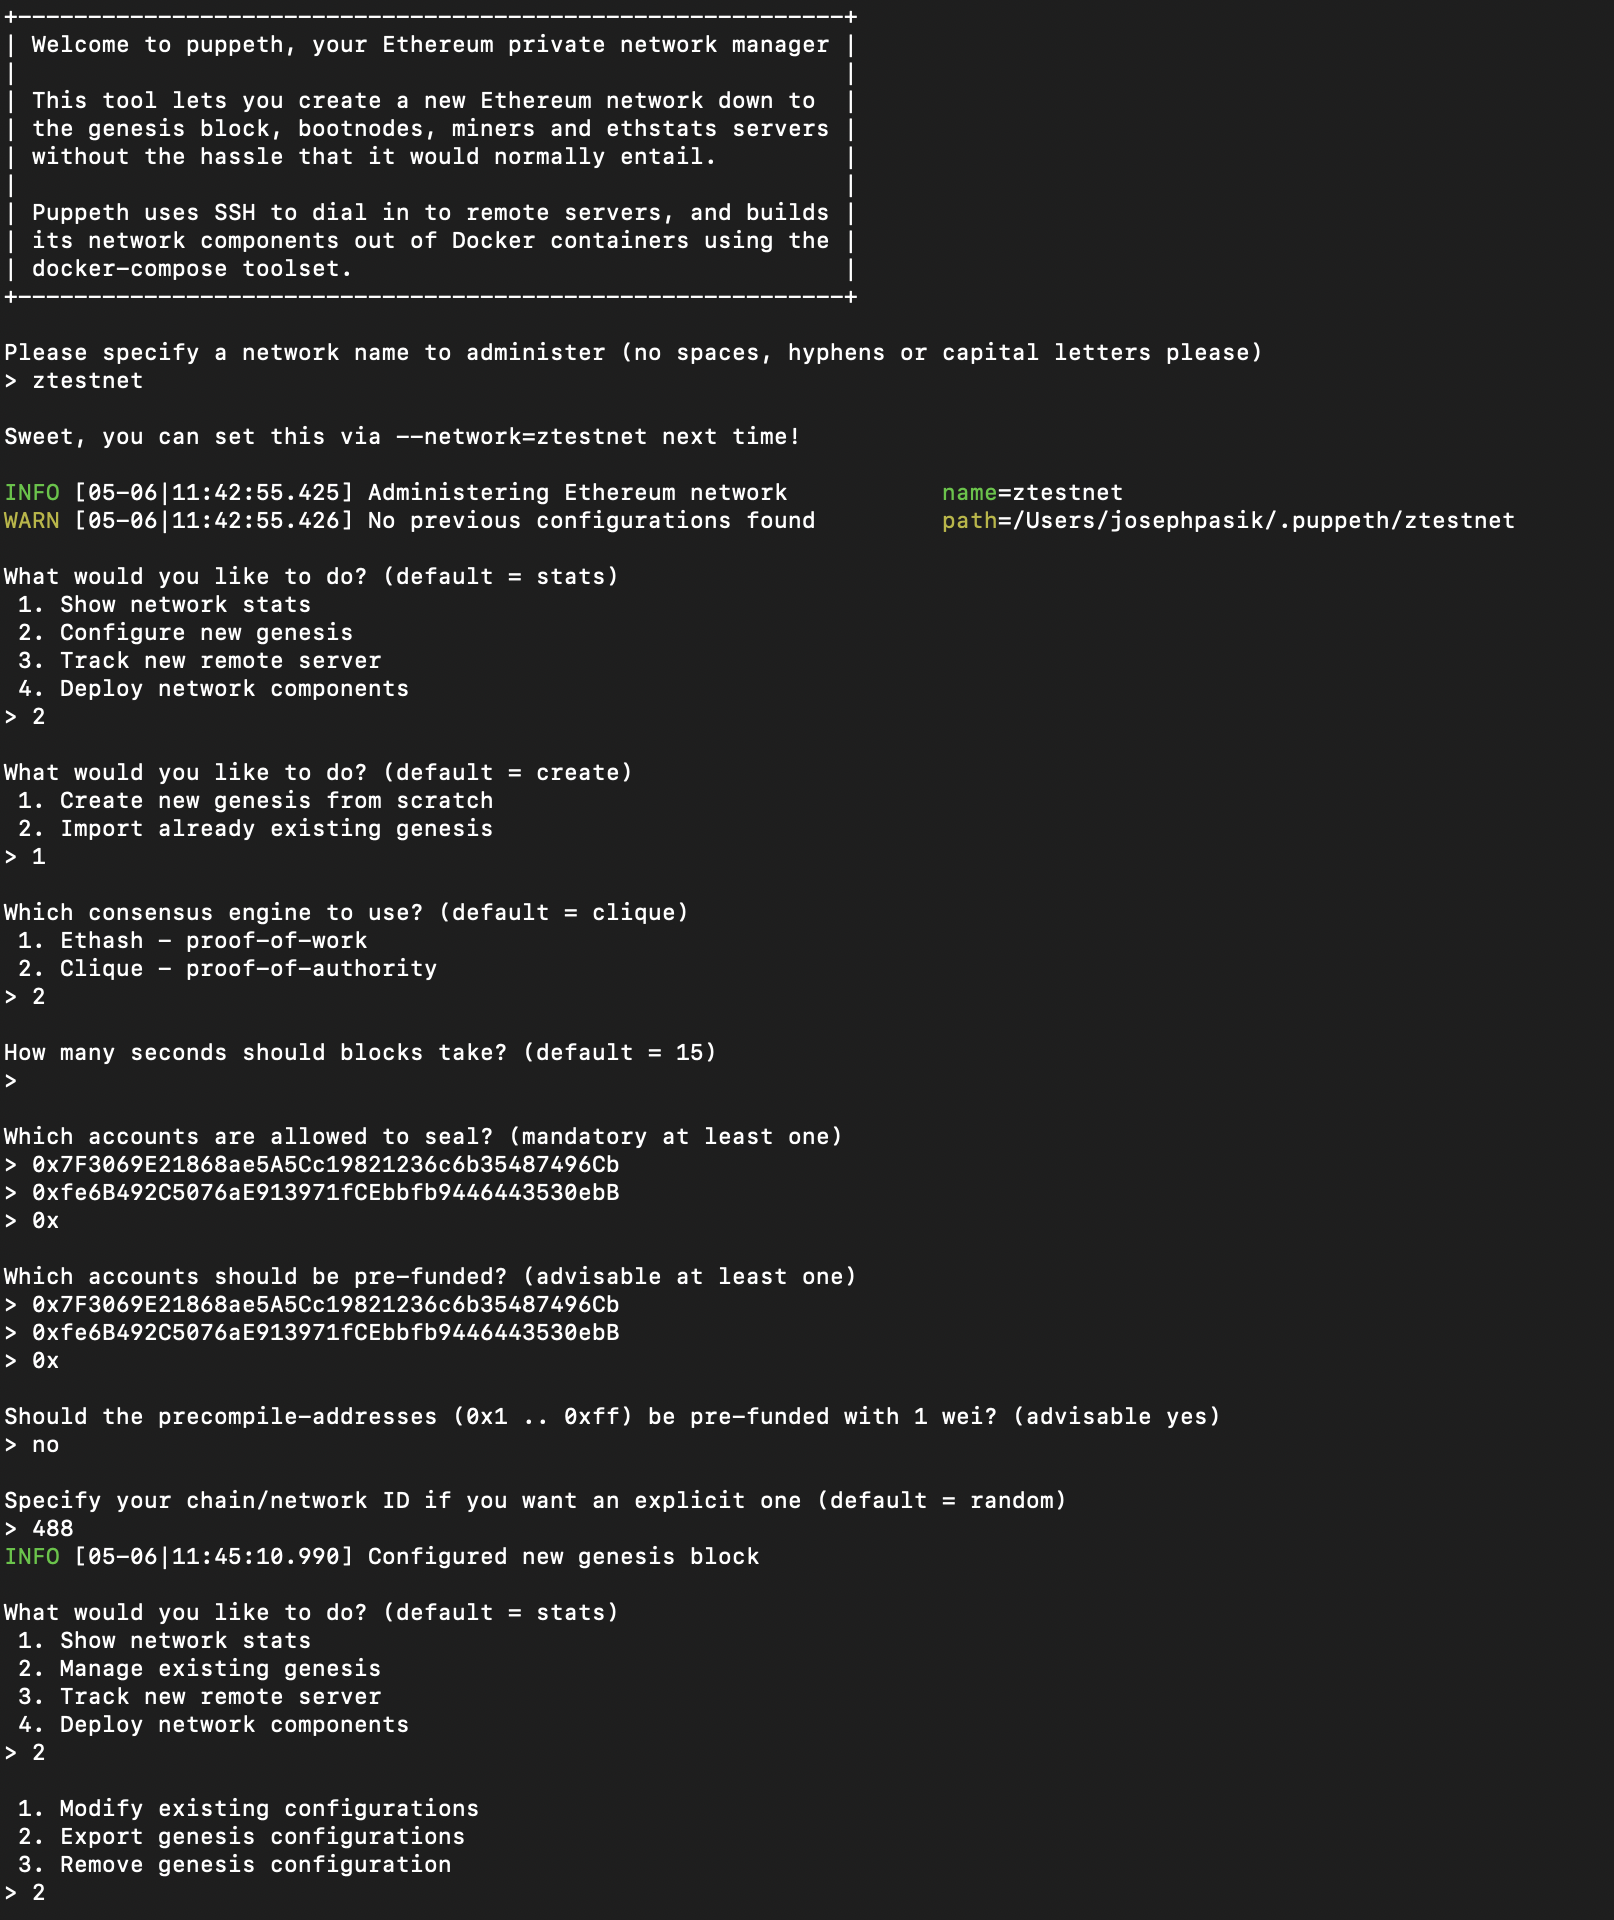 +-----------------------------------------------------------+
| Welcome to puppeth, your Ethereum private network manager |
|                                                           |
| This tool lets you create a new Ethereum network down to  |
| the genesis block, bootnodes, miners and ethstats servers |
| without the hassle that it would normally entail.         |
|                                                           |
| Puppeth uses SSH to dial in to remote servers, and builds |
| its network components out of Docker containers using the |
| docker-compose toolset.                                   |
+-----------------------------------------------------------+
Please specify a network name to administer (no spaces, hyphens or capital letters please)
> ztestnet
Sweet, you can set this via --network=ztestnet next time!
INFO [05-06|11:42:55.425] Administering Ethereum network           name=ztestnet
WARN [05-06|11:42:55.426] No previous configurations found         path=/Users/josephpasik/.puppeth/ztestnet
What would you like to do? (default = stats)
 1. Show network stats
 2. Configure new genesis
 3. Track new remote server
 4. Deploy network components
> 2
What would you like to do? (default = create)
 1. Create new genesis from scratch
 2. Import already existing genesis
> 1
Which consensus engine to use? (default = clique)
 1. Ethash - proof-of-work
 2. Clique - proof-of-authority
> 2
How many seconds should blocks take? (default = 15)
>
Which accounts are allowed to seal? (mandatory at least one)
> 0x7F3069E21868ae5A5Cc19821236c6b35487496Cb
> 0xfe6B492C5076aE913971fCEbbfb9446443530ebB
> 0x
Which accounts should be pre-funded? (advisable at least one)
> 0x7F3069E21868ae5A5Cc19821236c6b35487496Cb
> 0xfe6B492C5076aE913971fCEbbfb9446443530ebB
> 0x
Should the precompile-addresses (0x1 .. 0xff) be pre-funded with 1 wei? (advisable yes)
> no
Specify your chain/network ID if you want an explicit one (default = random)
> 488
INFO [05-06|11:45:10.990] Configured new genesis block
What would you like to do? (default = stats)
 1. Show network stats
 2. Manage existing genesis
 3. Track new remote server
 4. Deploy network components
> 2
 1. Modify existing configurations
 2. Export genesis configurations
 3. Remove genesis configuration
> 2